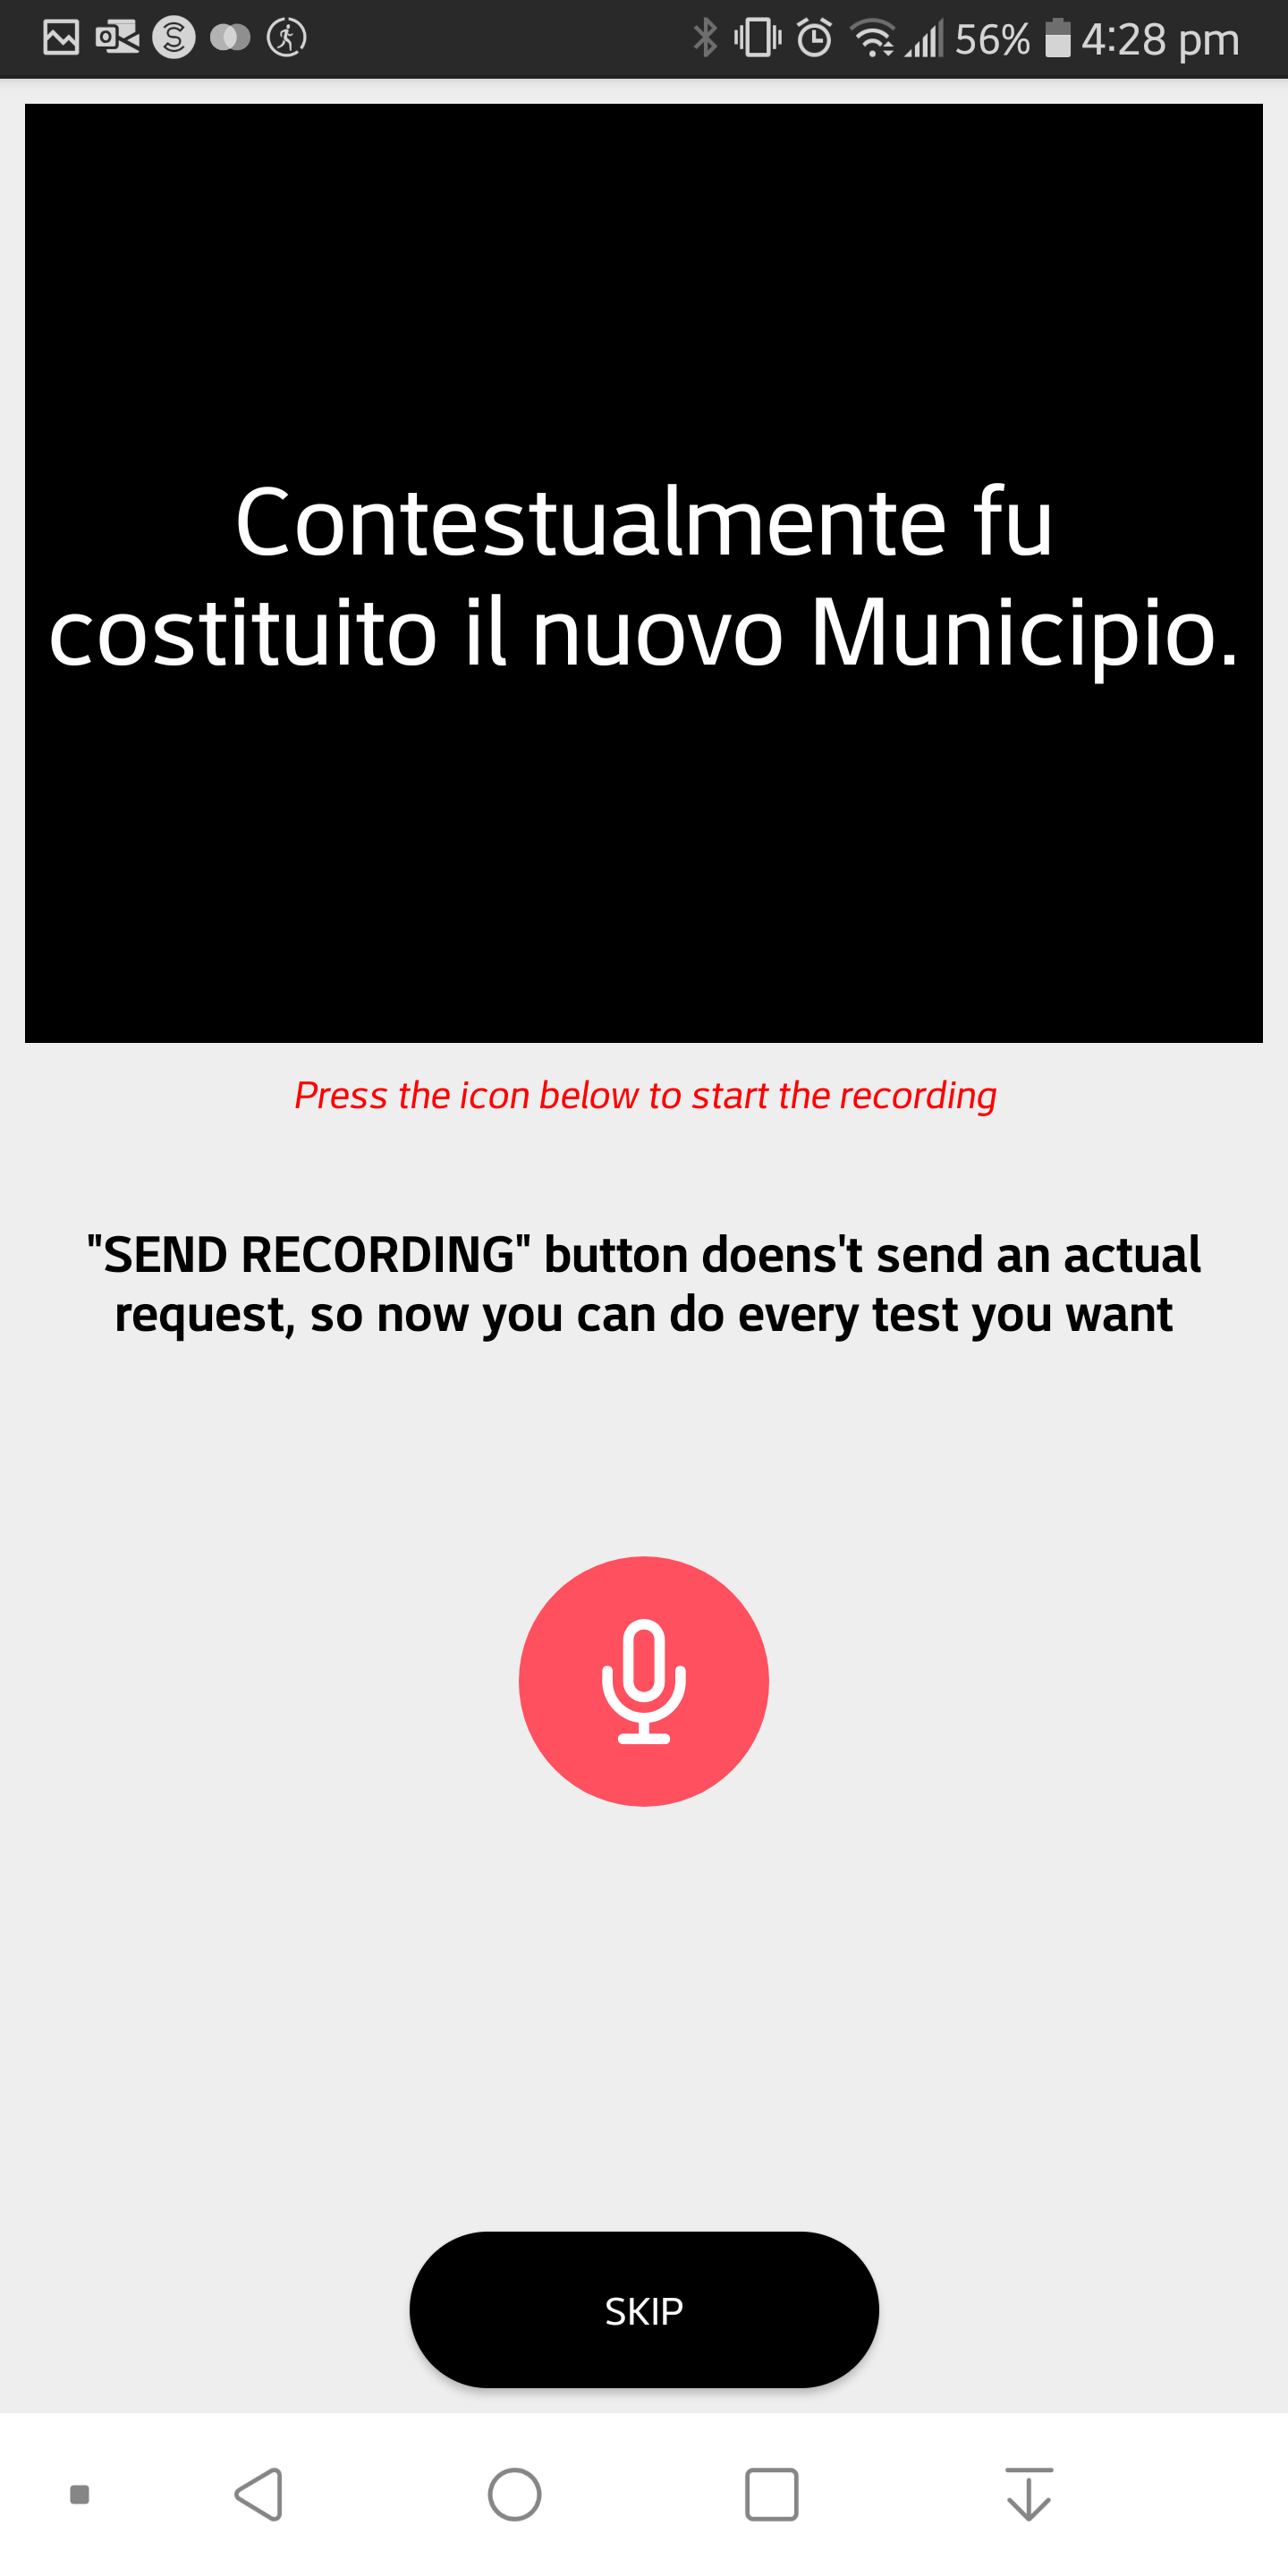 56% 4:28 pm
Contestualmente fu
costituito il nuovo Municipio.
Press the icon below to start the recording
"SEND RECORDING" button doens't send an actual
request, so now you can do every test you want
SKIP